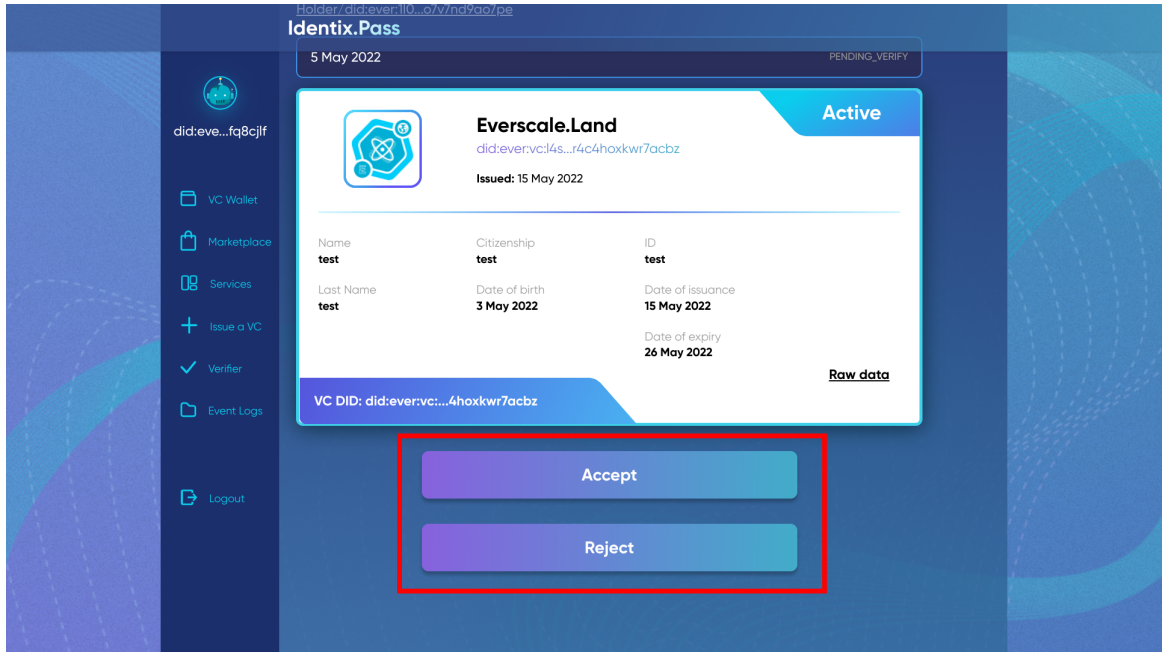 Holder/did:ever:1l0...o7v7nd9ao7pe
Identix.Pass
5 May 2022 PENDING_VERIFY
did:eve...fq8cjlf
VC Wallet
Marketplace
Services
Issue a VC
Verifier
Event Logs
Logout
Active
Everscale.Land
did:ever:vc:l4s...r4c4hoxkwr7acbz
Issued: 15 May 2022
Name Citizenship ID
test test test
Last Name Date of birth Date of issuance
test 3 May 2022 15 May 2022
Date of expiry
26 May 2022
Raw data
VC DID: did:ever:vc:...4hoxkwr7acbz
Accept
Reject